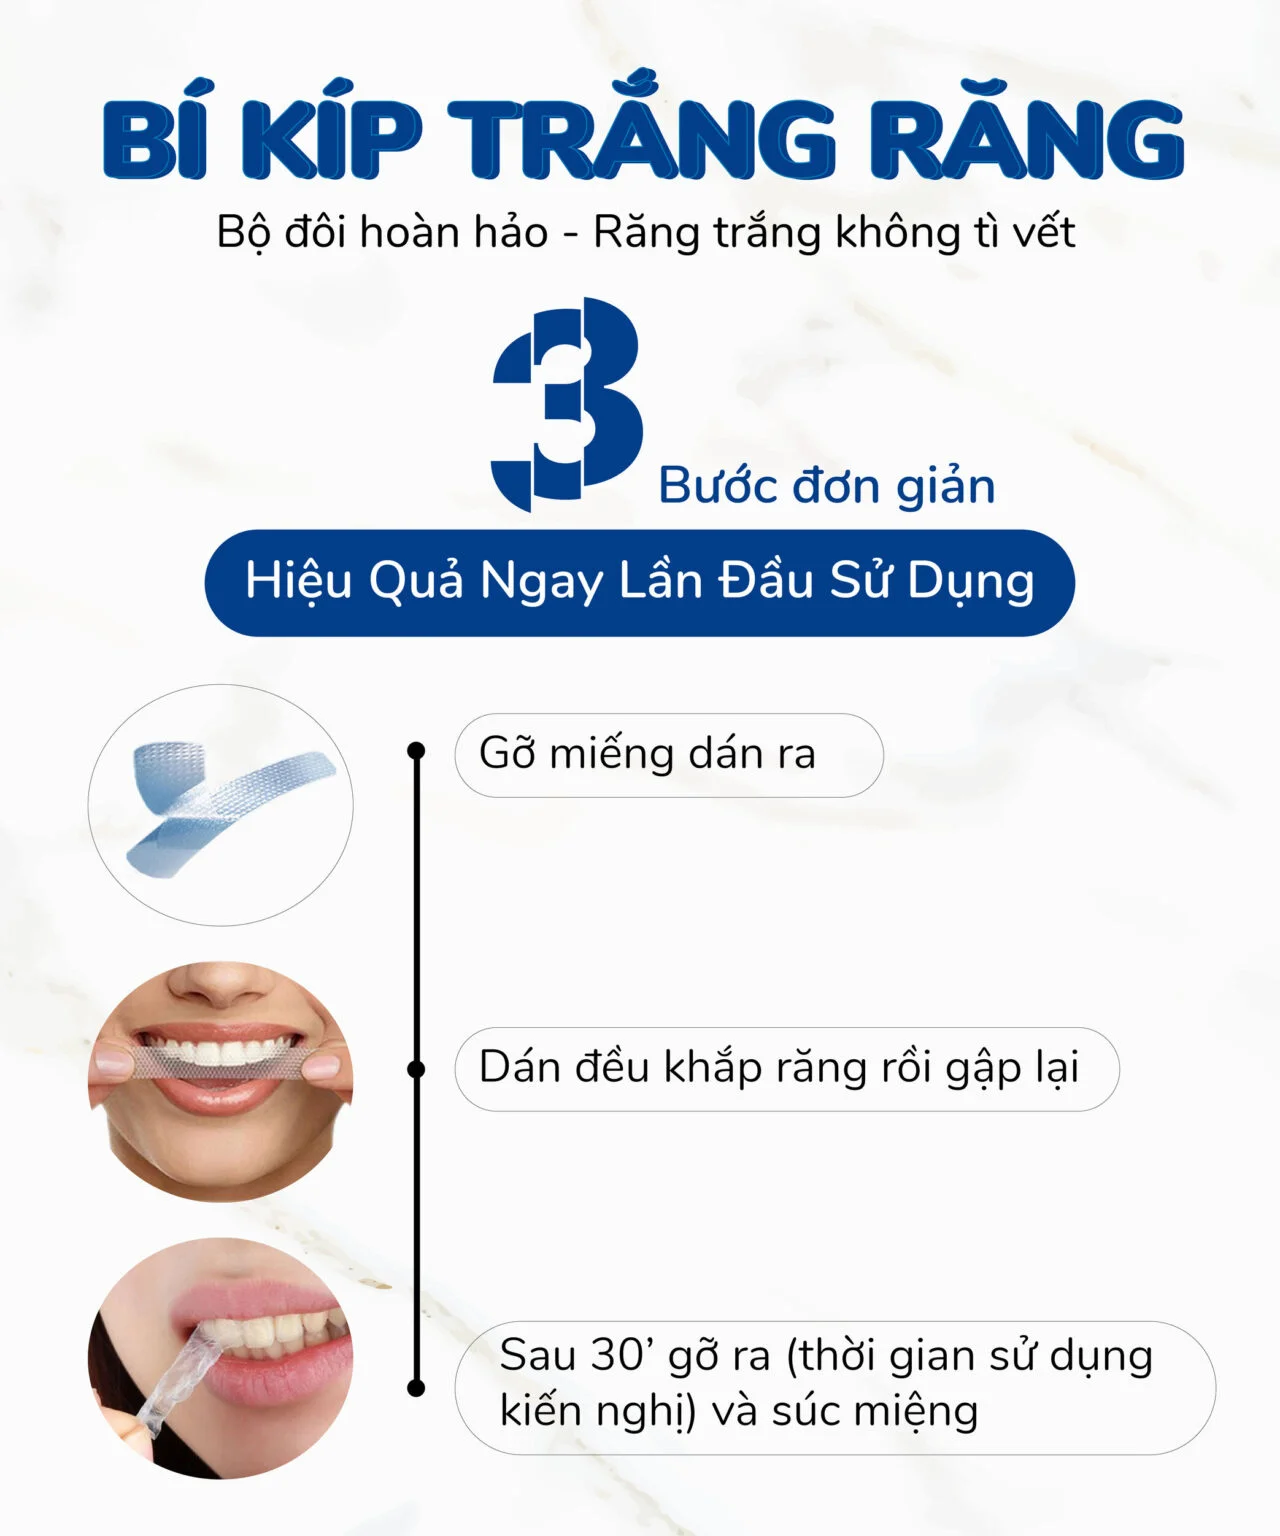 BÍ KÍP TRẮNG RĂNG
Bộ đôi hoàn hảo - Răng trắng không tì vết
3 Bước đơn giản
Hiệu Quả Ngay Lần Đầu Sử Dụng
Gỡ miếng dán ra
Dán đều khắp răng rồi gập lại
Sau 30’ gỡ ra (thời gian sử dụng
kiến nghị) và súc miệng